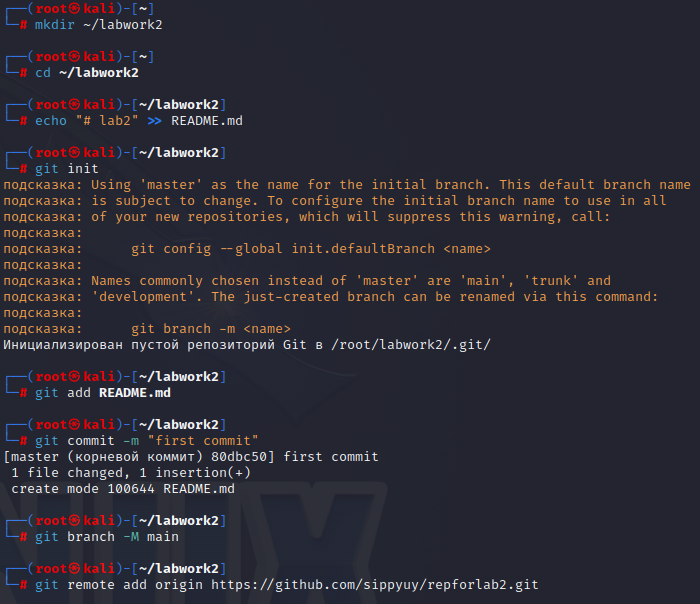 ┌──(root㉿kali)-[~]
└─# mkdir ~/labwork2
┌──(root㉿kali)-[~]
└─# cd ~/labwork2
┌──(root㉿kali)-[~/labwork2]
└─# echo "# lab2" >> README.md
┌──(root㉿kali)-[~/labwork2]
└─# git init
подсказка: Using 'master' as the name for the initial branch. This default branch name
подсказка: is subject to change. To configure the initial branch name to use in all
подсказка: of your new repositories, which will suppress this warning, call:
подсказка:
подсказка: git config --global init.defaultBranch <name>
подсказка:
подсказка: Names commonly chosen instead of 'master' are 'main', 'trunk' and
подсказка: 'development'. The just-created branch can be renamed via this command:
подсказка:
подсказка: git branch -m <name>
Инициализирован пустой репозиторий Git в /root/labwork2/.git/
┌──(root㉿kali)-[~/labwork2]
└─# git add README.md
┌──(root㉿kali)-[~/labwork2]
└─# git commit -m "first commit"
[master (корневой коммит) 80dbc50] first commit
1 file changed, 1 insertion(+)
create mode 100644 README.md
┌──(root㉿kali)-[~/labwork2]
└─# git branch -M main
┌──(root㉿kali)-[~/labwork2]
└─# git remote add origin https://github.com/sippyuy/repforlab2.git